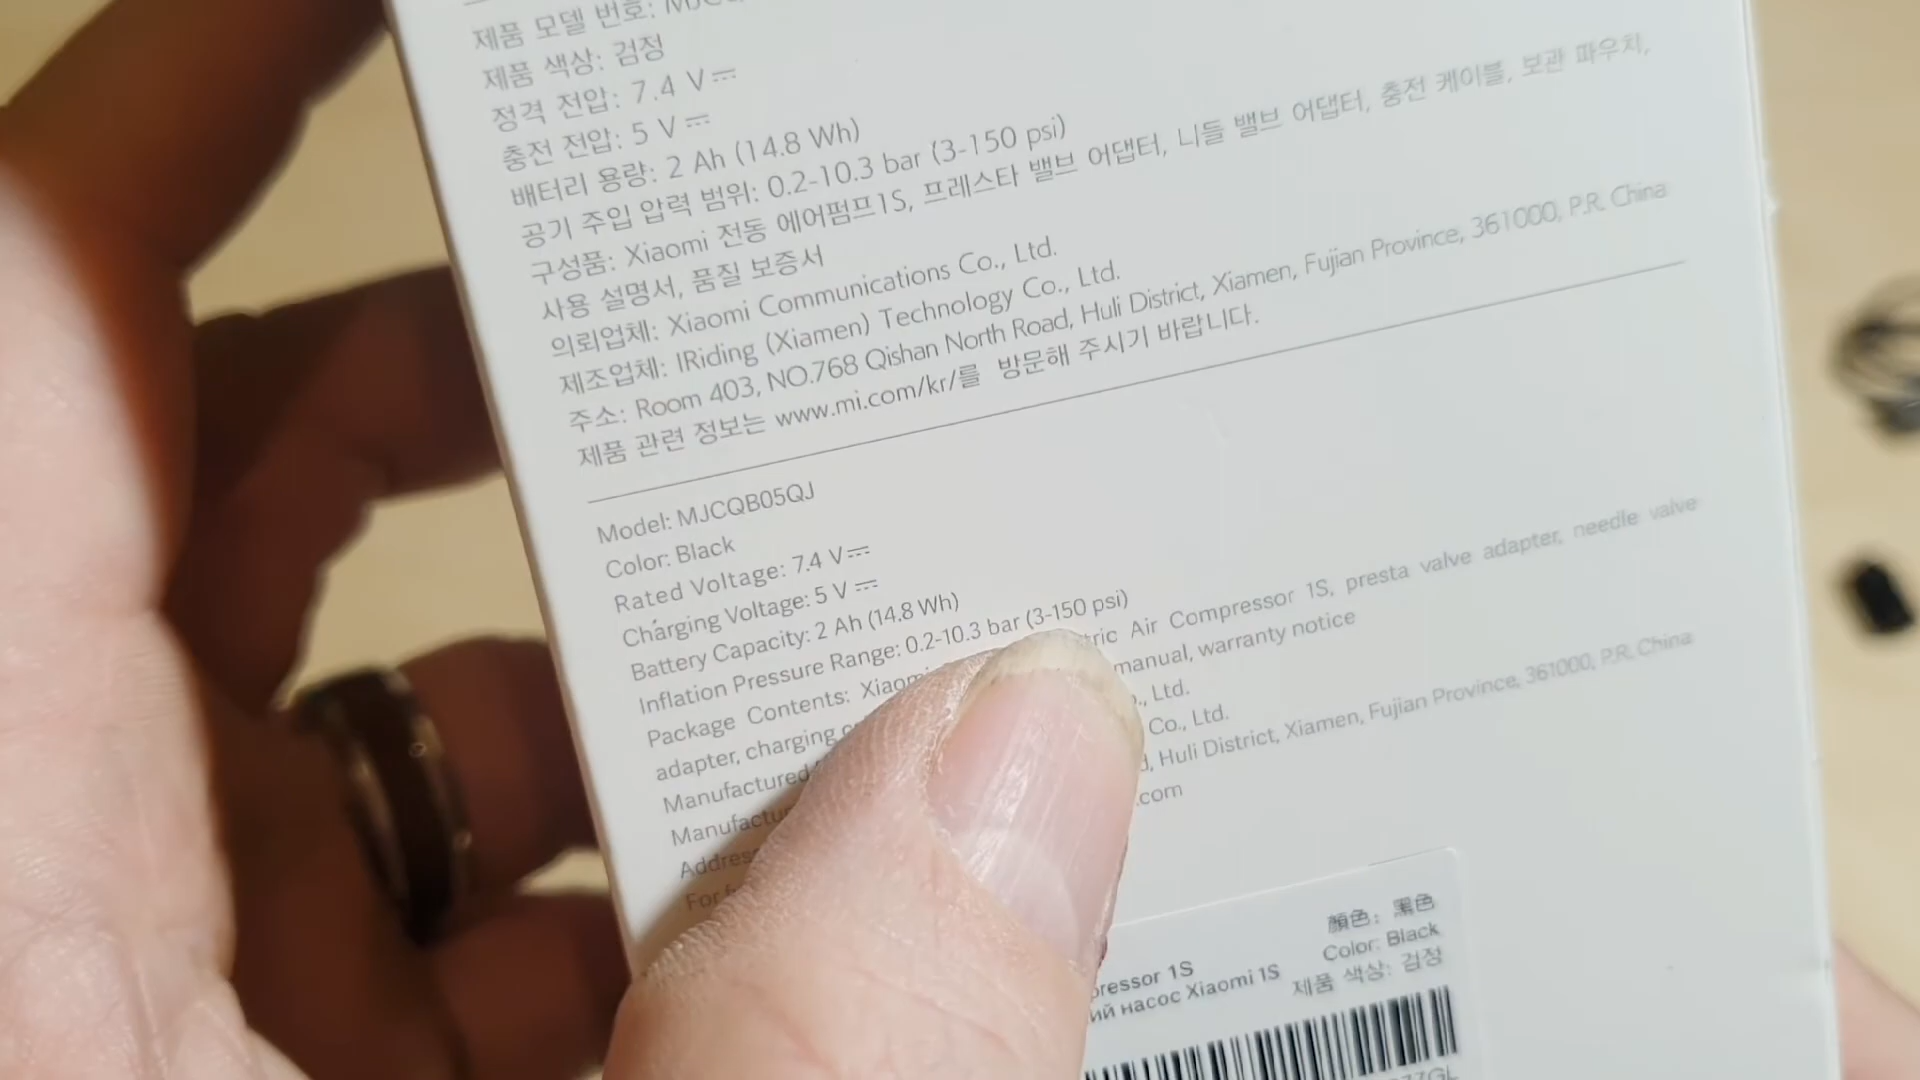 제품 모델 번호:
제품 색상: 검정
정격 전압: 7.4 V⎓
충전 전압: 5 V⎓
배터리 용량: 2 Ah (14.8 Wh)
공기 주입 압력 범위: 0.2-10.3 bar (3-150 psi)
구성품: Xiaomi 전동 에어펌프1S, 프레스타 밸브 어댑터, 니들 밸브 어댑터, 충전 케이블, 보관 파우치,
사용 설명서, 품질 보증서
의뢰업체: Xiaomi Communications Co., Ltd.
제조업체: IRiding (Xiamen) Technology Co., Ltd.
주소: Room 403, NO.768 Qishan North Road, Huli District, Xiamen, Fujian Province, 361000, P.R. China
제품 관련 정보는 www.mi.com/kr/를 방문해 주시기 바랍니다.
Model: MJCQB05QJ
Color: Black
Rated Voltage: 7.4 V⎓
Charging Voltage: 5 V⎓
Battery Capacity: 2 Ah (14.8 Wh)
Inflation Pressure Range: 0.2-10.3 bar (3-150 psi)
Package Contents: Air Compressor 1S, presta valve adapter, needle valve
adapter, charging manual, warranty notice
Manufactured Ltd.
Co., Ltd.
Huli District, Xiamen, Fujian Province, 361000, P.R. China
.com
顏色：黑色
Color: Black
제품 색상: 검정
1S
насос Xiaomi 1S